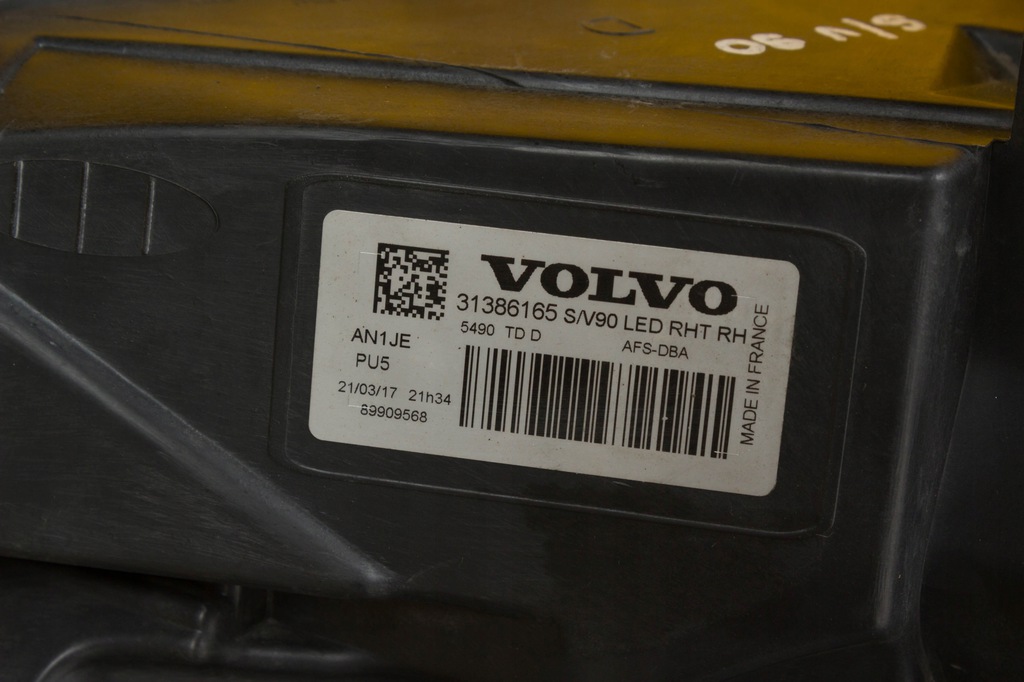 06 V/S 90
VOLVO
31386165 S/V90 LED RHT RH
5490 TD D AFS-DBA
AN1JE
PU5
21/03/17 21h34
89909568
MADE IN FRANCE